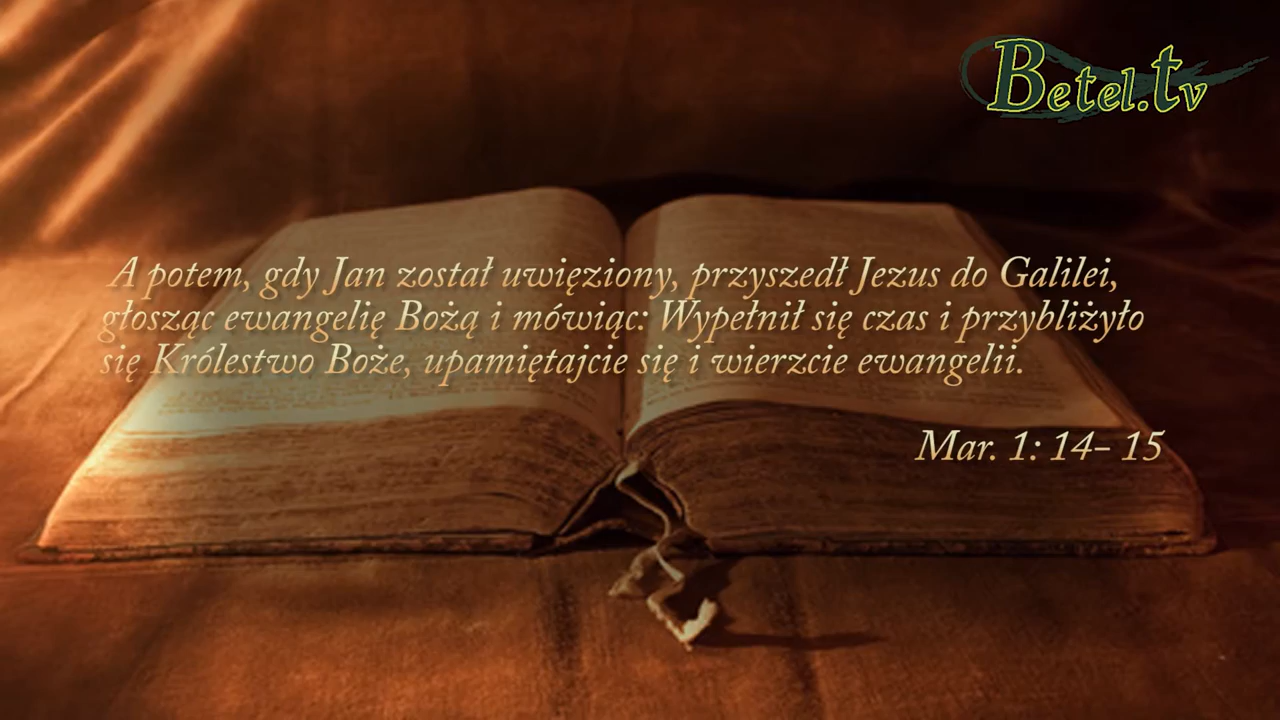 Betel.tv
A potem, gdy Jan został uwięziony, przyszedł Jezus do Galilei,
głosząc ewangelię Bożą i mówiąc: Wypełnił się czas i przybliżyło
się Królestwo Boże, upamiętajcie się i wierzcie ewangelii.
Mar. 1: 14- 15